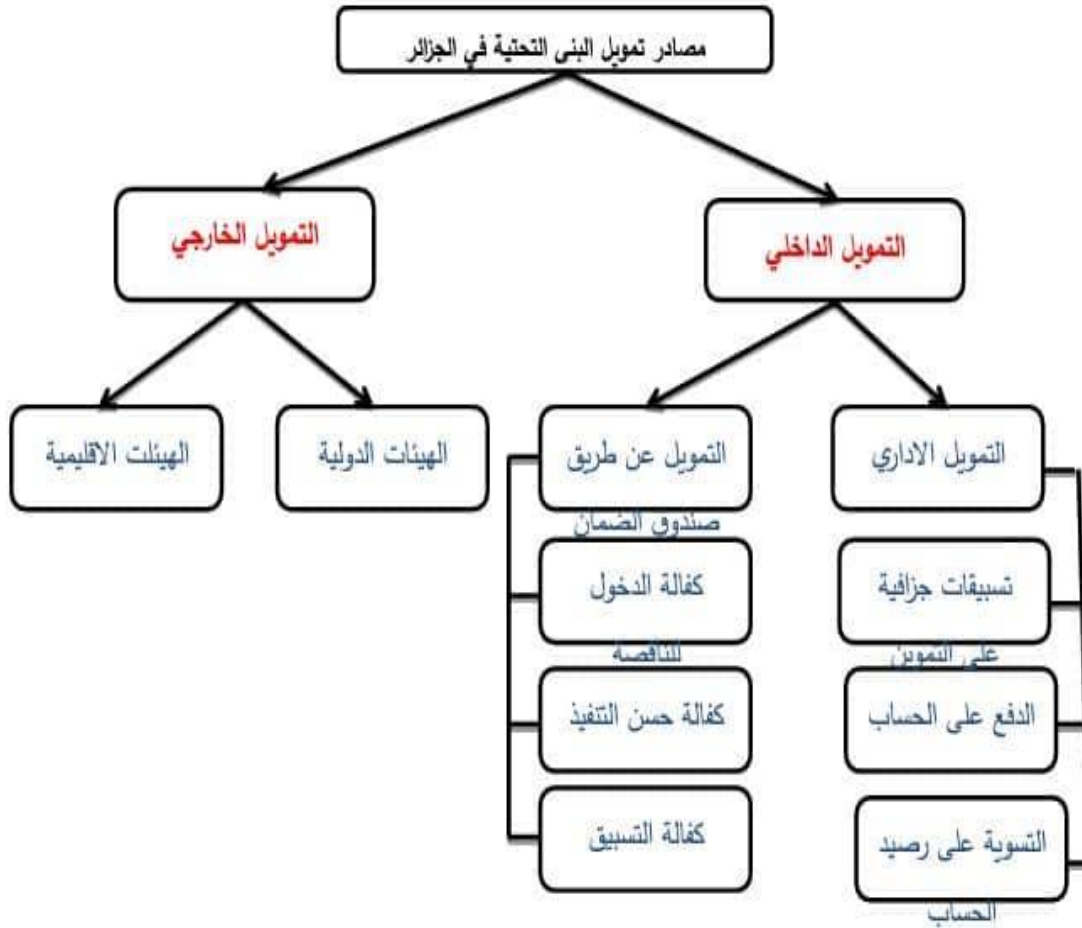 مصادر تمويل البنى التحتية في الجزائر
التمويل الداخلي
التمويل الخارجي
التمويل الاداري
التمويل عن طريق
صندوق الضمان
الهيئات الدولية
الهيئلت الاقليمية
تسبيقات جزافية
على التموين
كفالة الدخول
للناقصة
الدفع على الحساب
كفالة حسن التنفيذ
التسوية على رصيد
الحساب
كفالة التسبيق